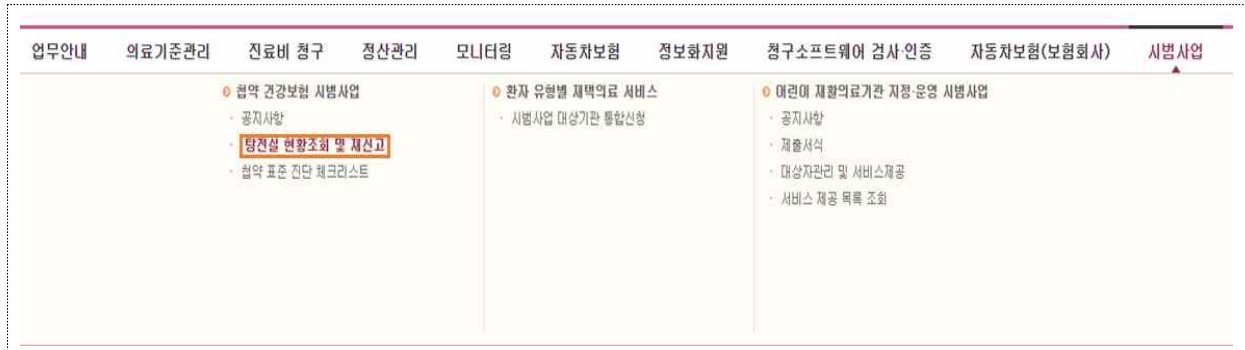 업무안내 의료기준관리 진료비 청구 정산관리 모니터링 자동차보험 정보화지원 청구소프트웨어 검사·인증 자동차보험(보험회사) 시범사업
첩약 건강보험 시범사업
· 공지사항
· 탕전실 현황조회 및 재신고
· 첩약 표준 진단 체크리스트
환자 유형별 재택의료 서비스
· 시범사업 대상기관 통합신청
어린이 재활의료기관 지정·운영 시범사업
· 공지사항
· 제출서식
· 대상자관리 및 서비스제공
· 서비스 제공 목록 조회